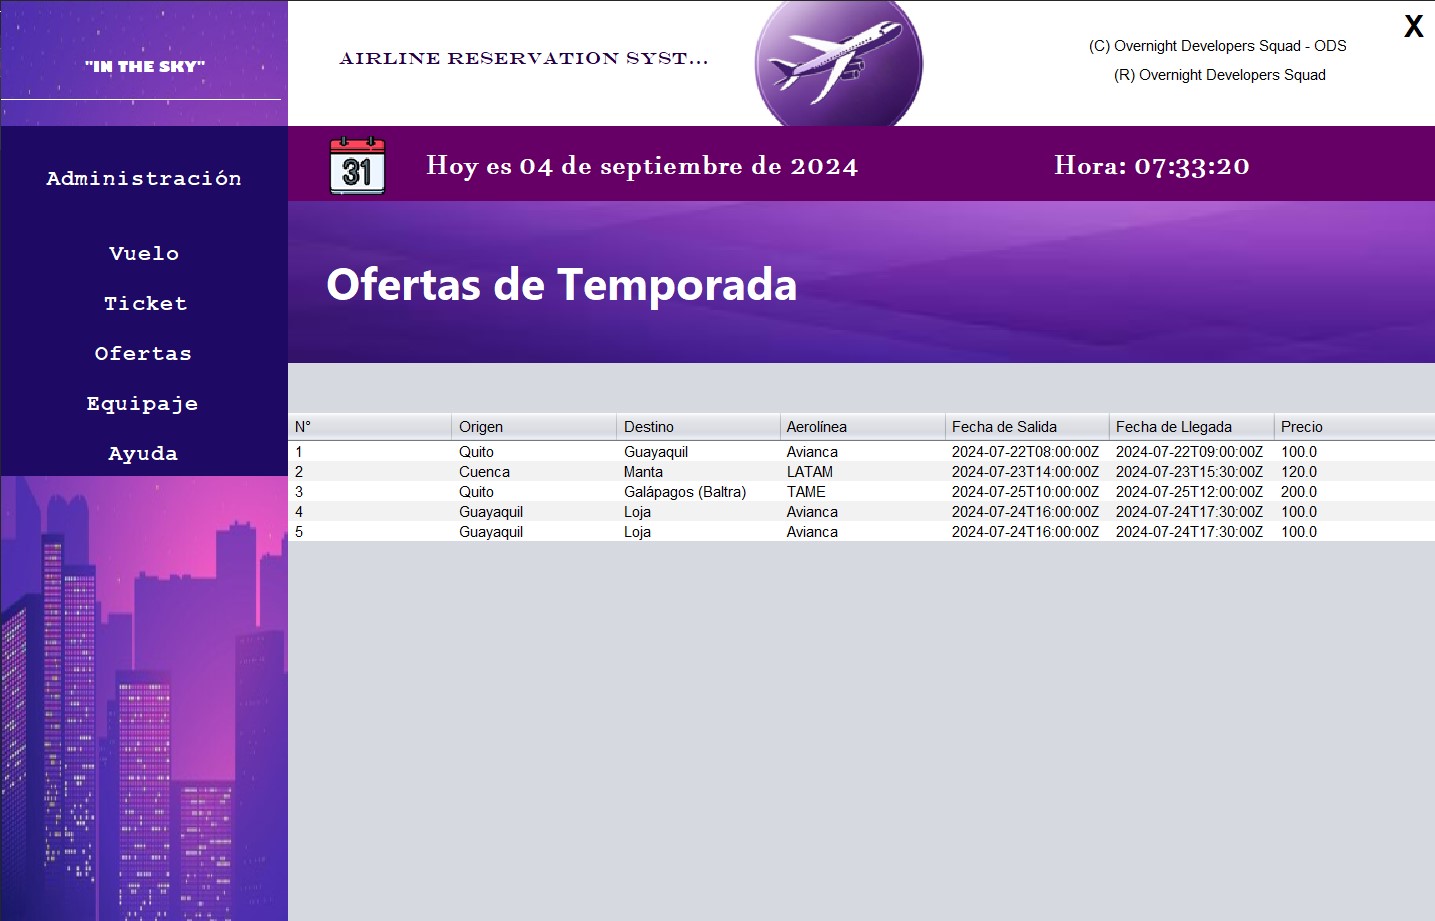 "IN THE SKY"
AIRLINE RESERVATION SYST...
(C) Overnight Developers Squad - ODS
(R) Overnight Developers Squad
X
31
Hoy es 04 de septiembre de 2024
Hora: 07:33:20
Administración
Vuelo
Ticket
Ofertas
Equipaje
Ayuda
Ofertas de Temporada
N° Origen Destino Aerolínea Fecha de Salida Fecha de Llegada Precio
1 Quito Guayaquil Avianca 2024-07-22T08:00:00Z 2024-07-22T09:00:00Z 100.0
2 Cuenca Manta LATAM 2024-07-23T14:00:00Z 2024-07-23T15:30:00Z 120.0
3 Quito Galápagos (Baltra) TAME 2024-07-25T10:00:00Z 2024-07-25T12:00:00Z 200.0
4 Guayaquil Loja Avianca 2024-07-24T16:00:00Z 2024-07-24T17:30:00Z 100.0
5 Guayaquil Loja Avianca 2024-07-24T16:00:00Z 2024-07-24T17:30:00Z 100.0